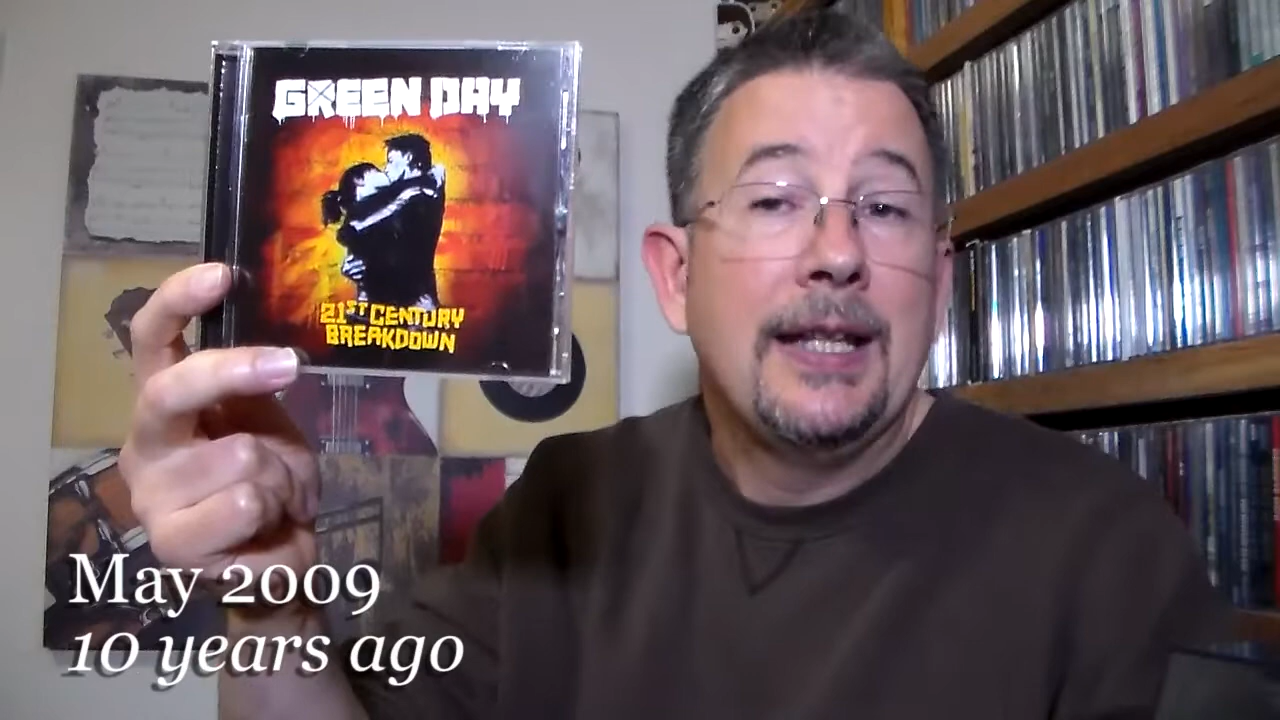 GREEN DAY
21ST CENTURY
BREAKDOWN
May 2009
10 years ago